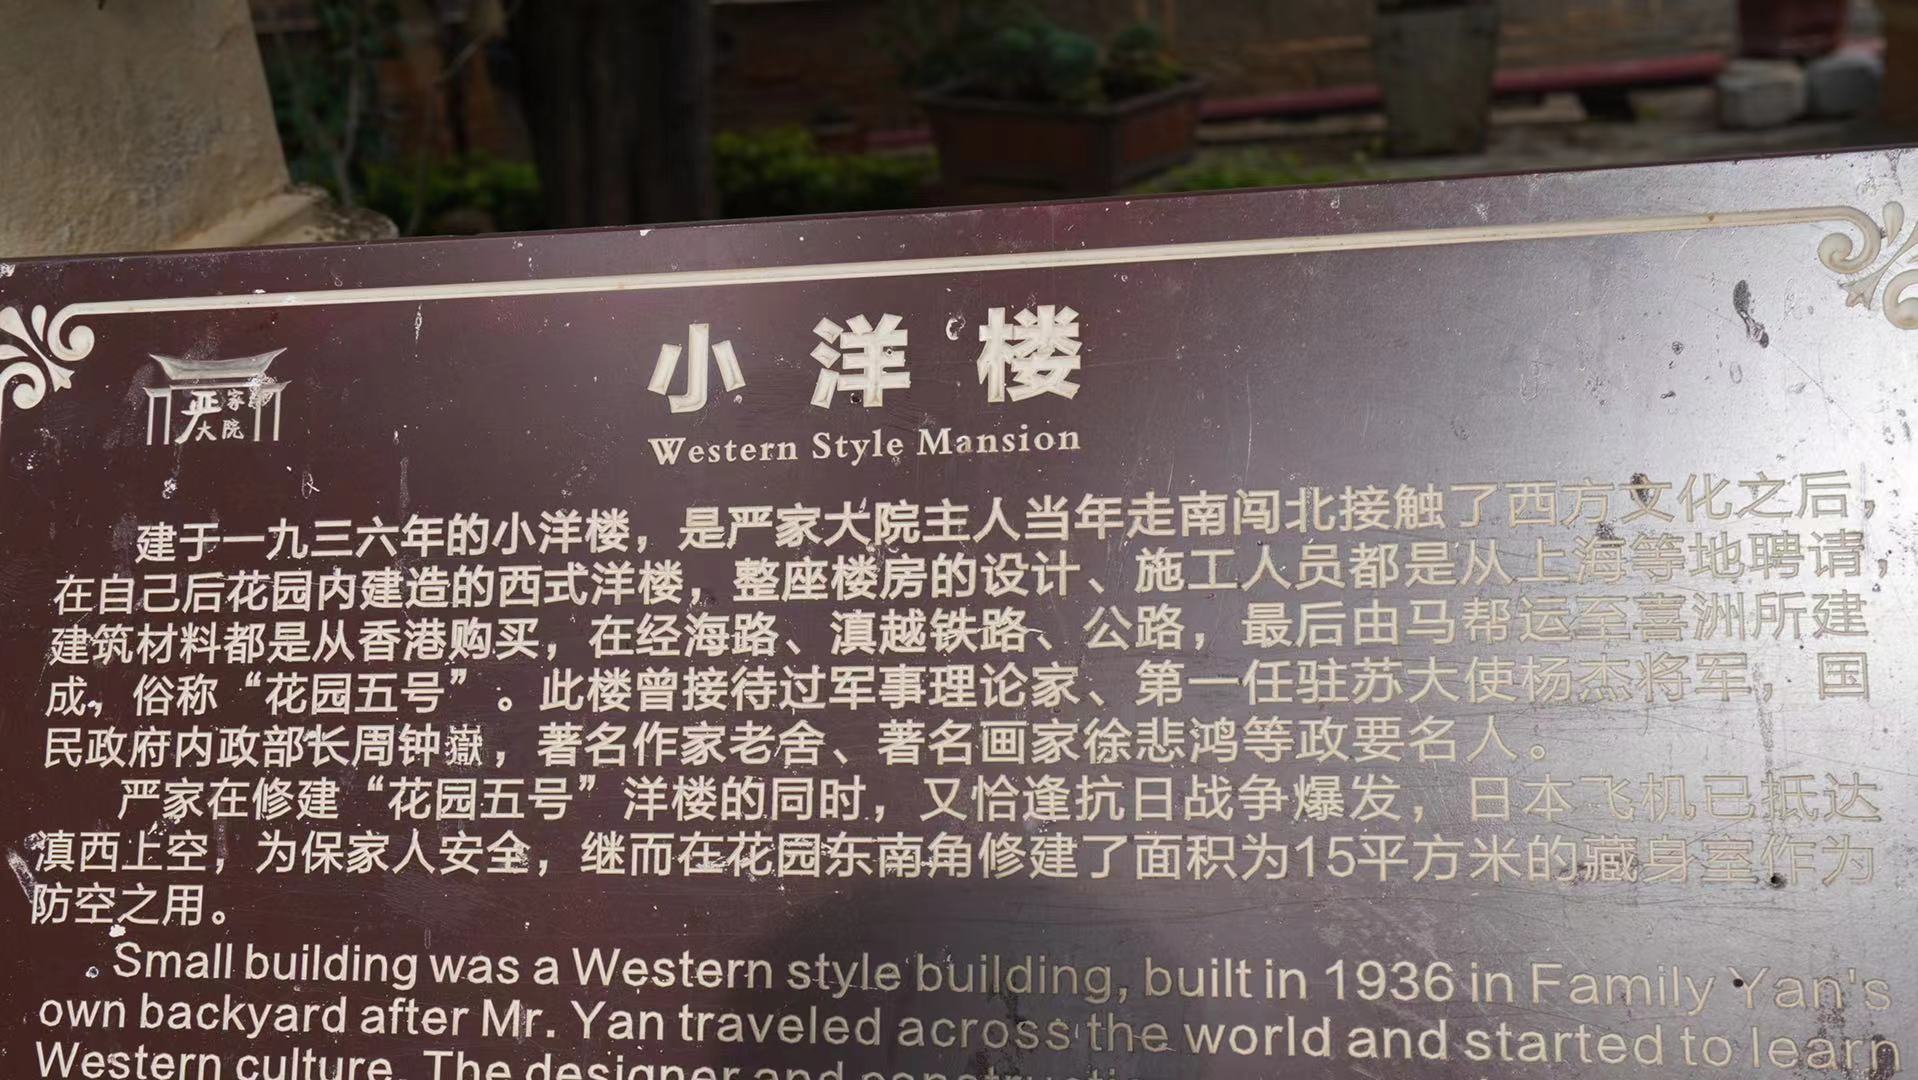 小洋楼
严家大院
Western Style Mansion
建于一九三六年的小洋楼，是严家大院主人当年走南闯北接触了西方文化之后，
在自己后花园内建造的西式洋楼，整座楼房的设计、施工人员都是从上海等地聘请，
建筑材料都是从香港购买，在经海路、滇越铁路、公路，最后由马帮运至喜洲所建
成，俗称“花园五号”。此楼曾接待过军事理论家、第一任驻苏大使杨杰将军，国
民政府内政部长周钟嶽，著名作家老舍、著名画家徐悲鸿等政要名人。
严家在修建“花园五号”洋楼的同时，又恰逢抗日战争爆发，日本飞机已抵达
滇西上空，为保家人安全，继而在花园东南角修建了面积为15平方米的藏身室作为
防空之用。
Small building was a Western style building, built in 1936 in Family Yan's
own backyard after Mr. Yan traveled across the world and started to learn
Western culture. The designer and